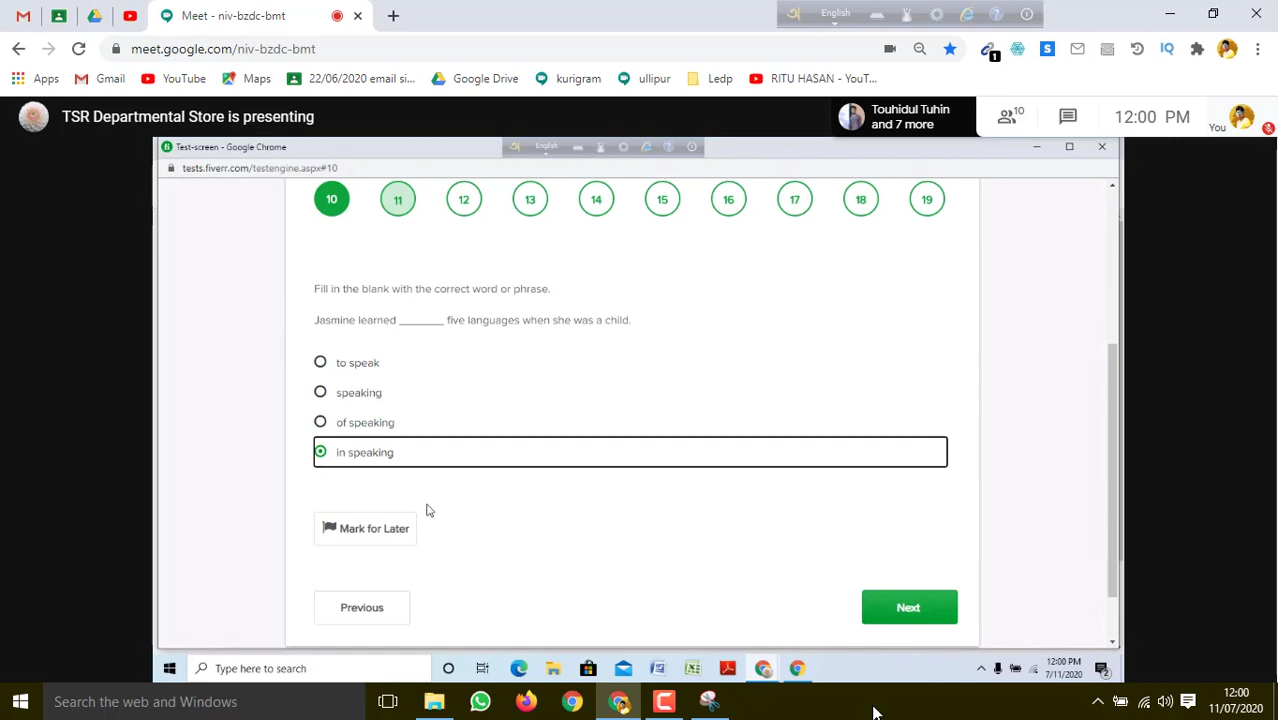 Meet - niv-bzdc-bmt
English
meet.google.com/niv-bzdc-bmt
1
S
IQ
Apps
Gmail
YouTube
Maps
22/06/2020 email si...
Google Drive
kurigram
ullipur
Ledp
RITU HASAN - YouT...
TSR Departmental Store is presenting
Touhidul Tuhin
and 7 more
10
12:00 PM
You
Test-screen - Google Chrome
English
tests.fiverr.com/testengine.aspx#10
10
11
12
13
14
15
16
17
18
19
Fill in the blank with the correct word or phrase.
Jasmine learned ________ five languages when she was a child.
to speak
speaking
of speaking
in speaking
Mark for Later
Previous
Next
Type here to search
12:00 PM
7/11/2020
2
Search the web and Windows
12:00
11/07/2020